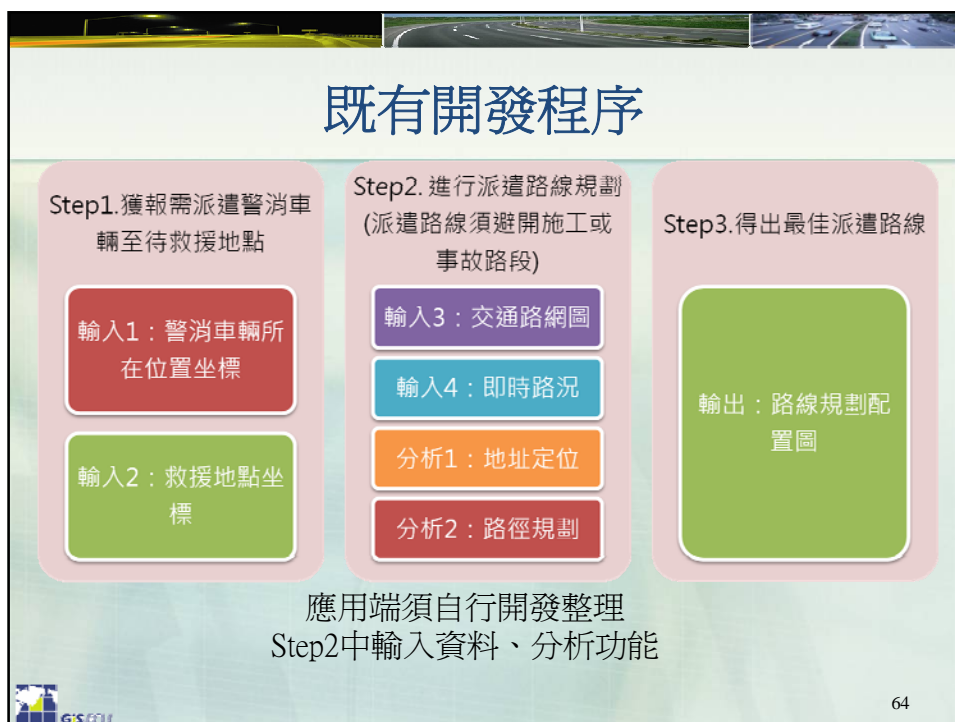 既有開發程序
Step1.獲報需派遣警消車
輛至待救援地點
輸入1：警消車輛所
在位置坐標
輸入2：救援地點坐
標
Step2. 進行派遣路線規劃
(派遣路線須避開施工或
事故路段)
輸入3：交通路網圖
輸入4：即時路況
分析1：地址定位
分析2：路徑規劃
Step3.得出最佳派遣路線
輸出：路線規劃配
置圖
應用端須自行開發整理
Step2中輸入資料、分析功能
GIS.FCU
64